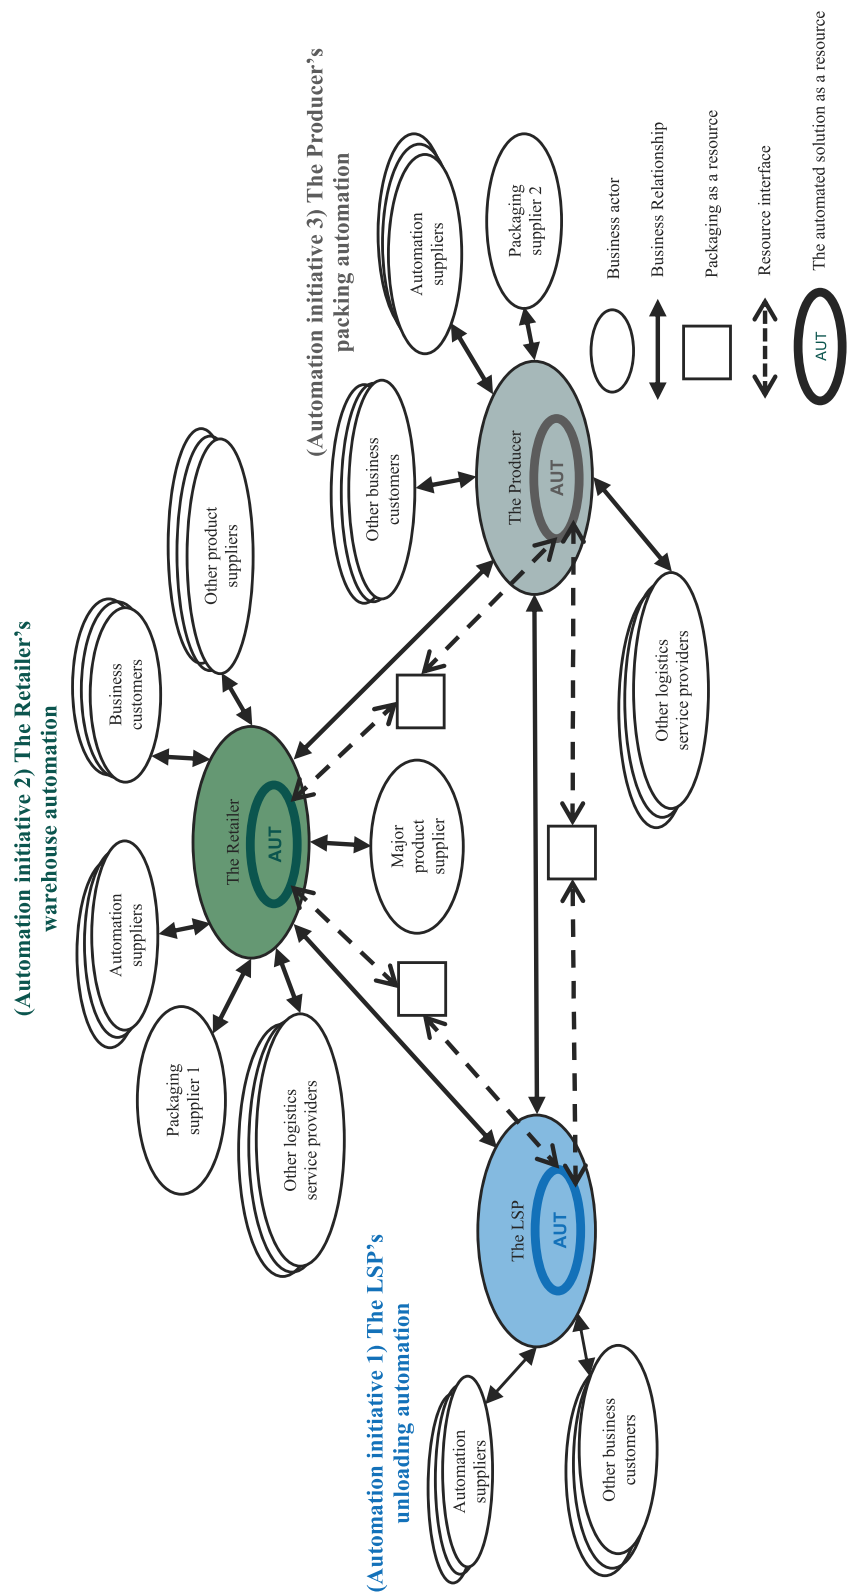 (Automation initiative 2) The Retailer's
warehouse automation
Automation
suppliers
Business
customers
Other product
suppliers
Packaging
supplier 1
Other logistics
service providers
The Retailer
AUT
Major
product
supplier
(Automation initiative 3) The Producer's
packing automation
Other business
customers
Automation
suppliers
Packaging
supplier 2
The Producer
AUT
Other logistics
service providers
(Automation initiative 1) The LSP's
unloading automation
Automation
suppliers
Other business
customers
The LSP
AUT
Business actor
Business Relationship
Packaging as a resource
Resource interface
AUT
The automated solution as a resource